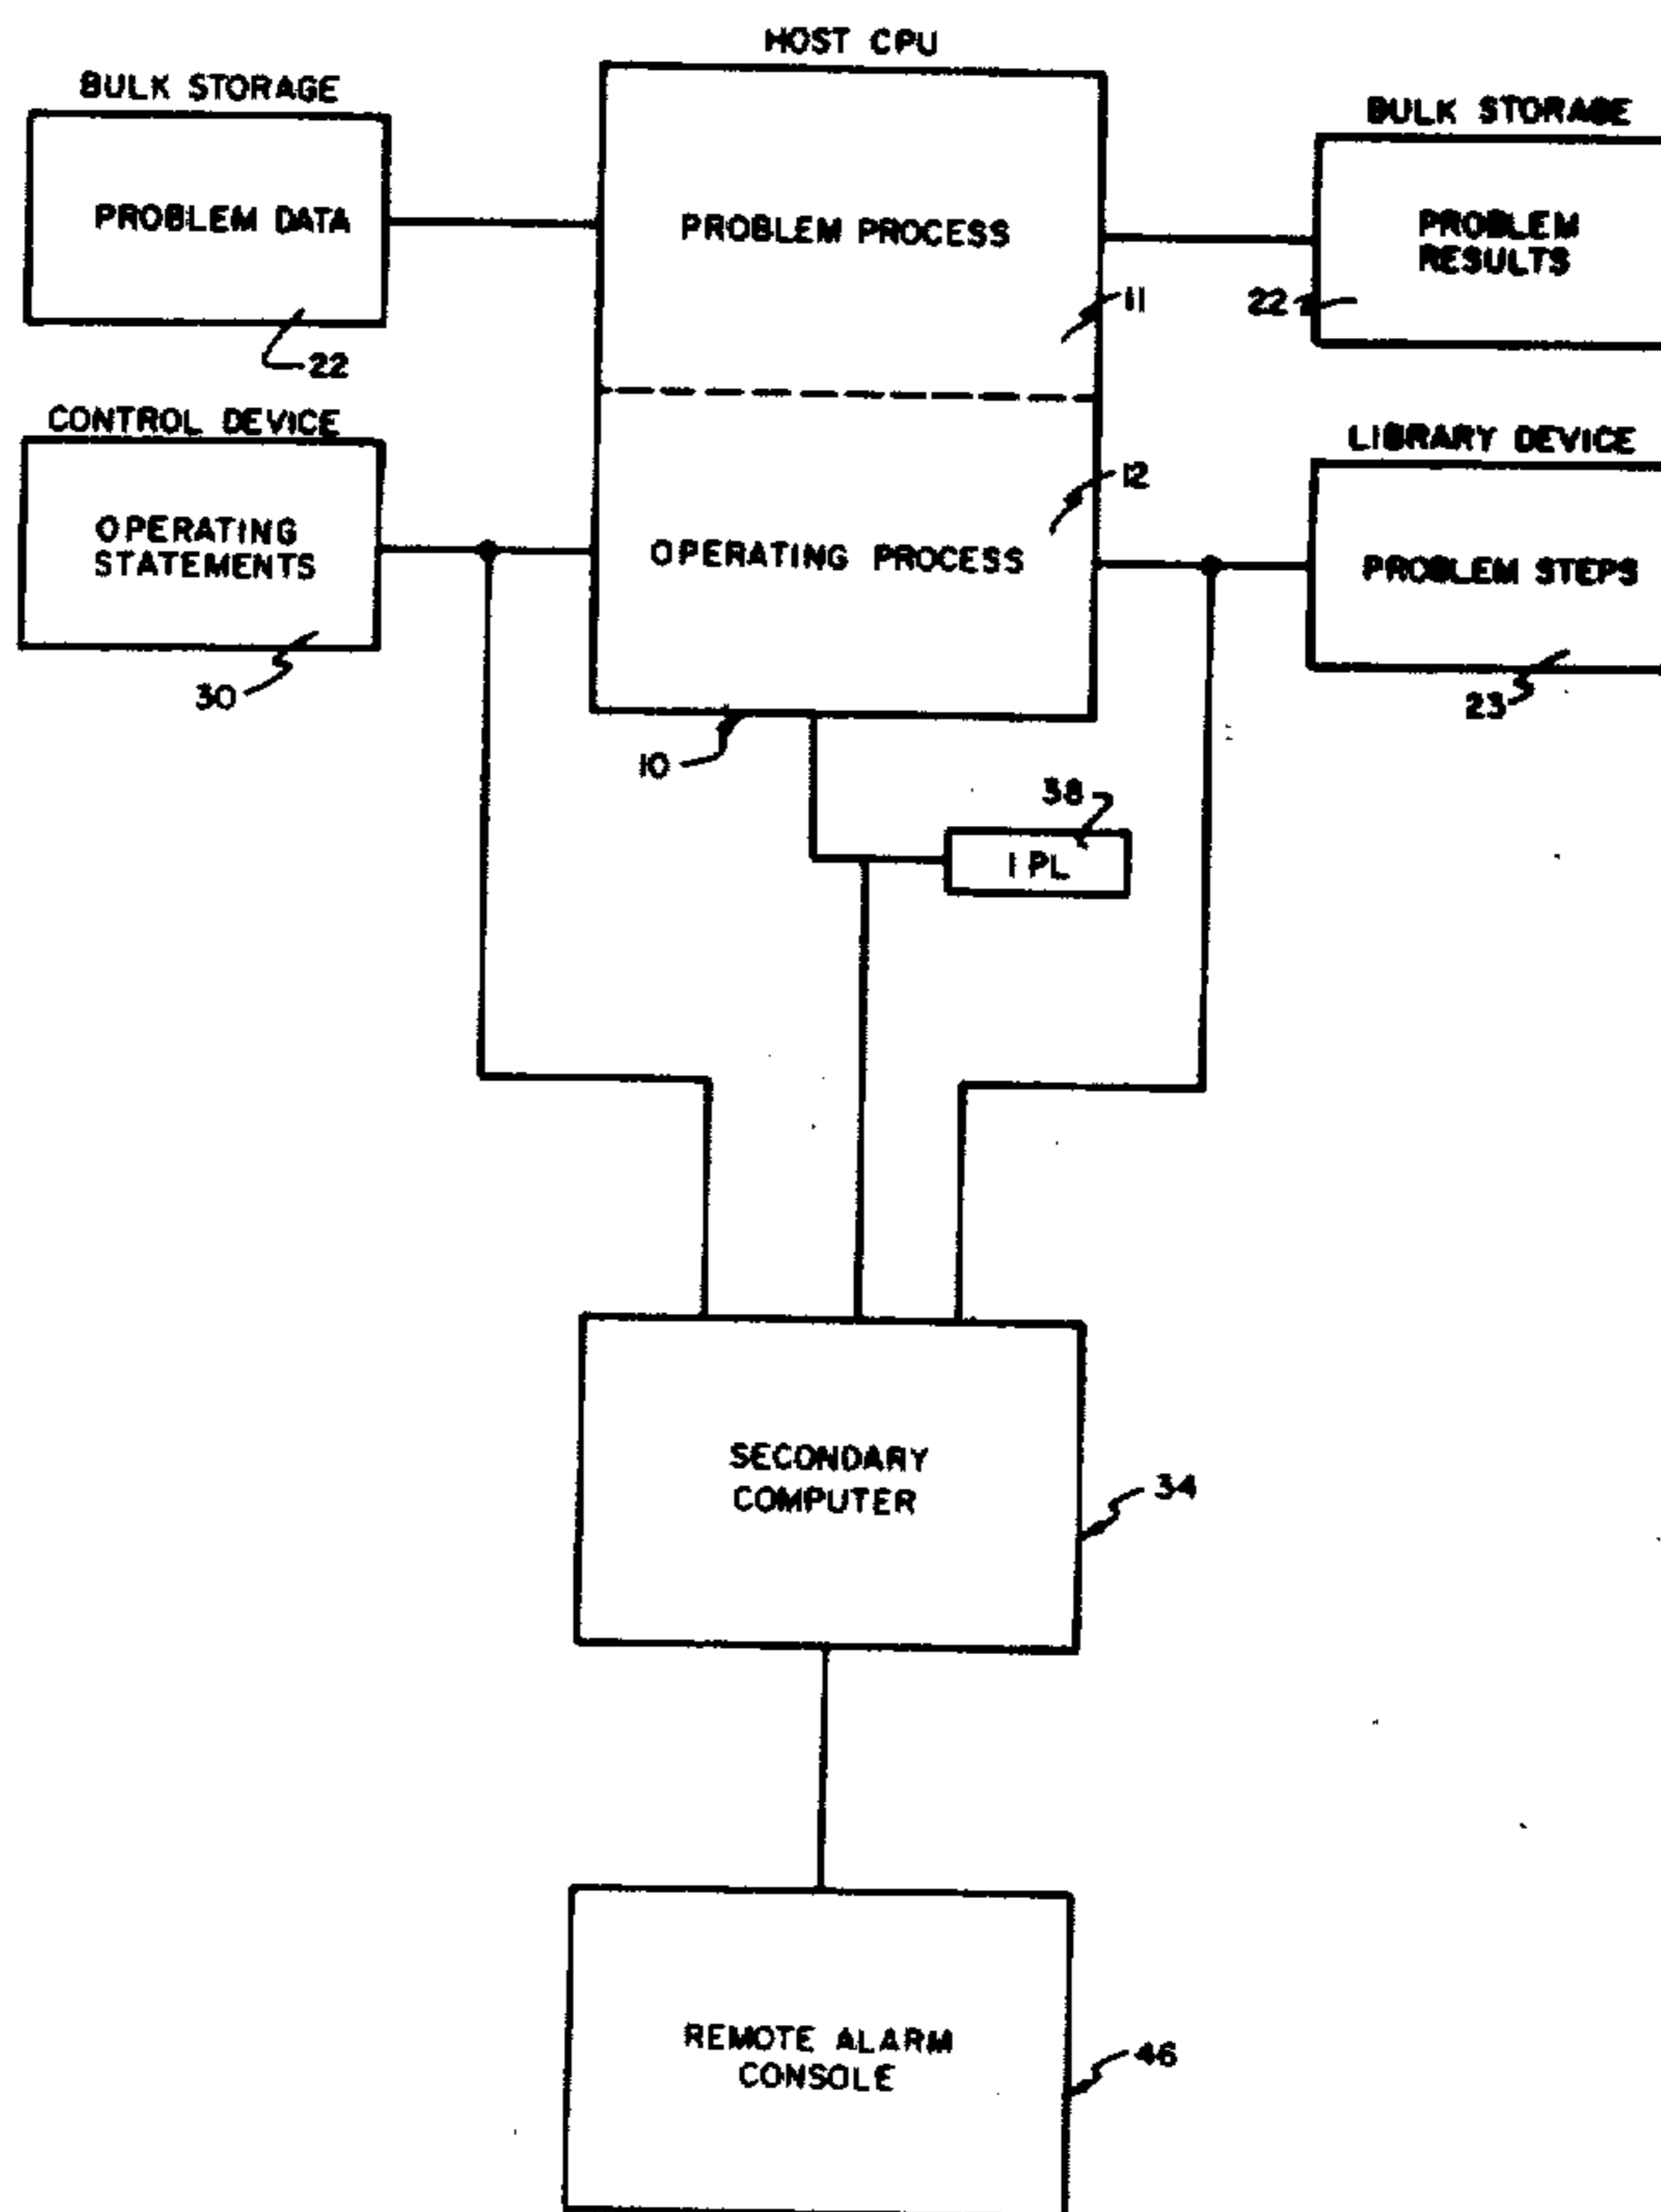 HOST CPU
BULK STORAGE
BULK STORAGE
PROBLEM DATA
PROBLEM PROCESS
PROBLEM
RESULTS
22
11
22
CONTROL DEVICE
LIBRARY DEVICE
OPERATING
STATEMENTS
12
OPERATING PROCESS
PROBLEM STEPS
30
10
23
38
IPL
SECONDARY
COMPUTER
34
REMOTE ALARM
CONSOLE
46